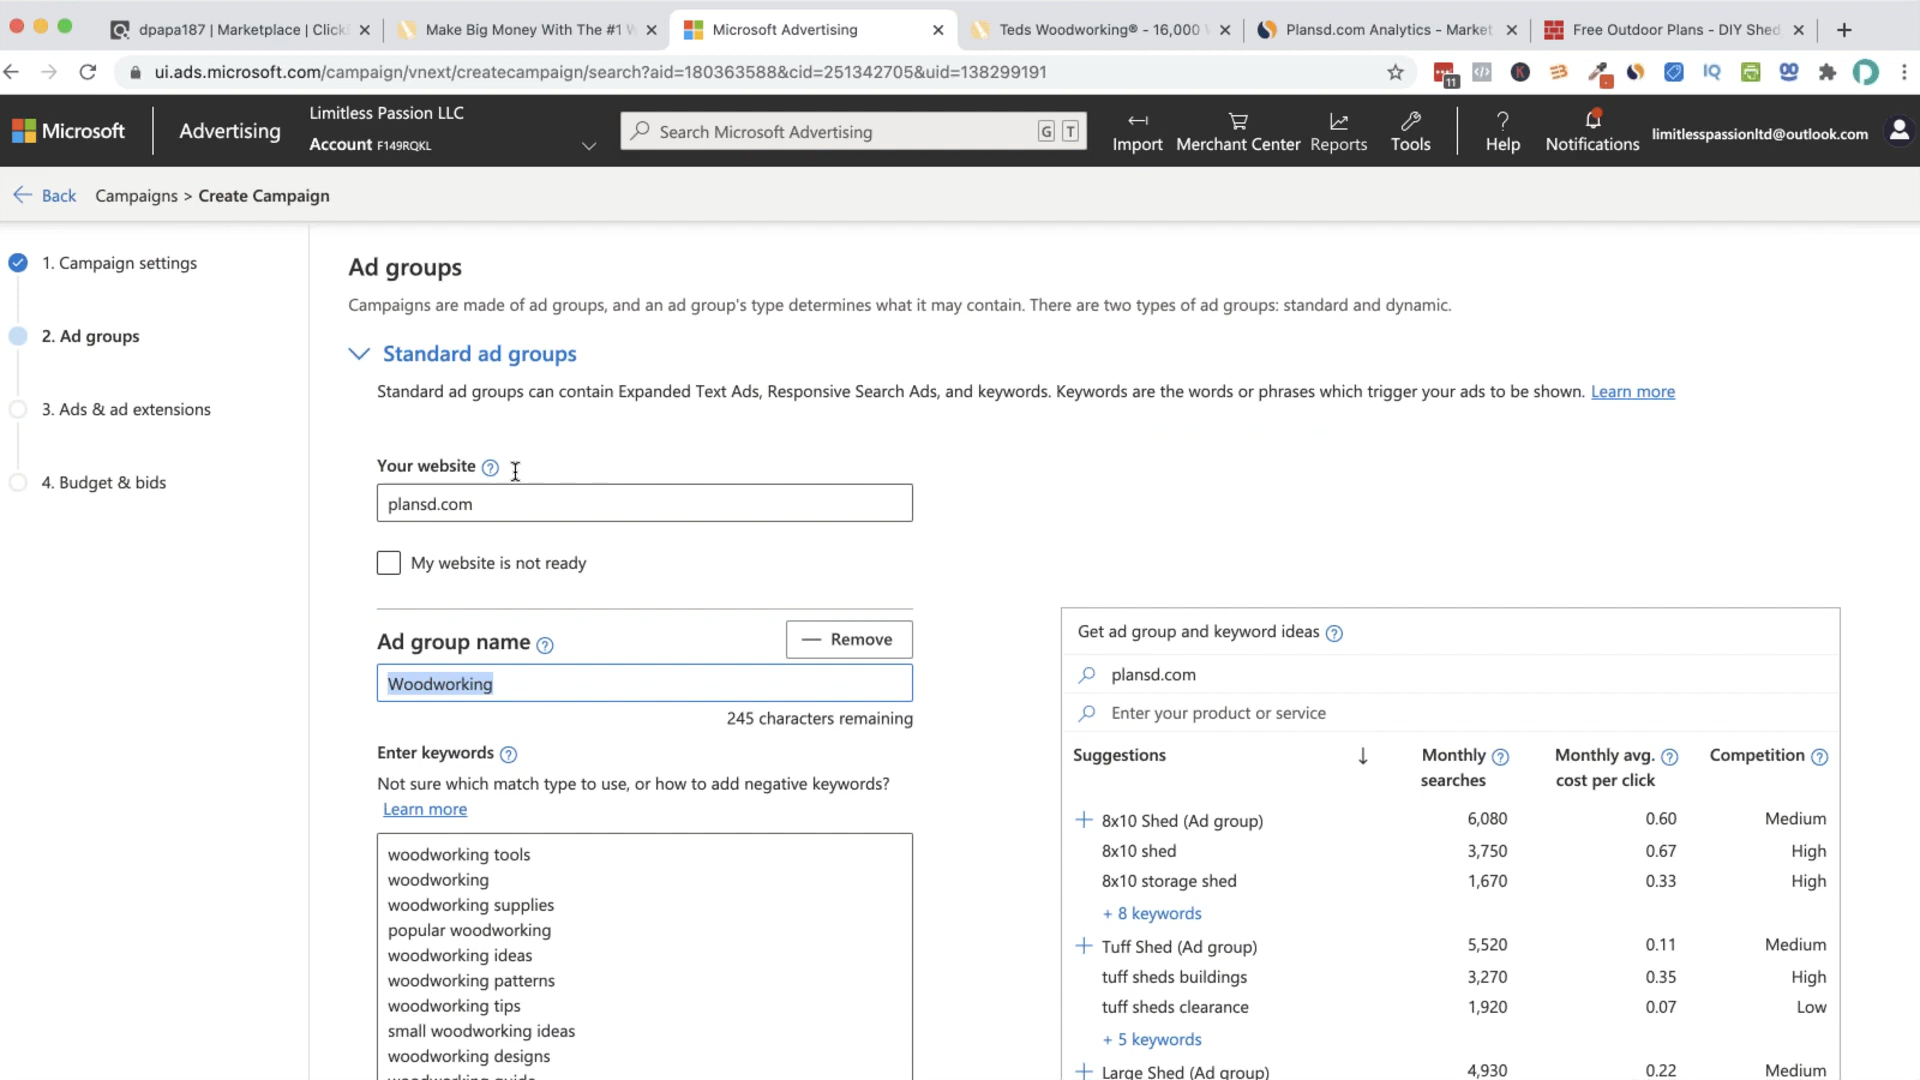 dpapa187 | Marketplace | Click
Make Big Money With The #1
Microsoft Advertising
Teds Woodworking® - 16,000
Plansd.com Analytics - Market
Free Outdoor Plans - DIY Shed
ui.ads.microsoft.com/campaign/vnext/createcampaign/search?aid=180363588&cid=251342705&uid=138299191
11
IQ
Microsoft
Advertising
Limitless Passion LLC
Account F149RQKL
Search Microsoft Advertising
G T
Import
Merchant Center
Reports
Tools
Help
Notifications
limitlesspassionltd@outlook.com
Back
Campaigns > Create Campaign
1. Campaign settings
2. Ad groups
3. Ads & ad extensions
4. Budget & bids
Ad groups
Campaigns are made of ad groups, and an ad group's type determines what it may contain. There are two types of ad groups: standard and dynamic.
Standard ad groups
Standard ad groups can contain Expanded Text Ads, Responsive Search Ads, and keywords. Keywords are the words or phrases which trigger your ads to be shown. Learn more
Your website ?
plansd.com
My website is not ready
Ad group name ?
Remove
Woodworking
245 characters remaining
Enter keywords ?
Not sure which match type to use, or how to add negative keywords?
Learn more
woodworking tools
woodworking
woodworking supplies
popular woodworking
woodworking ideas
woodworking patterns
woodworking tips
small woodworking ideas
woodworking designs
woodworking guide
Get ad group and keyword ideas ?
plansd.com
Enter your product or service
Suggestions ↓ Monthly searches ? Monthly avg. cost per click ? Competition ?
+ 8x10 Shed (Ad group) 6,080 0.60 Medium
8x10 shed 3,750 0.67 High
8x10 storage shed 1,670 0.33 High
+ 8 keywords
+ Tuff Shed (Ad group) 5,520 0.11 Medium
tuff sheds buildings 3,270 0.35 High
tuff sheds clearance 1,920 0.07 Low
+ 5 keywords
+ Large Shed (Ad group) 4,930 0.22 Medium